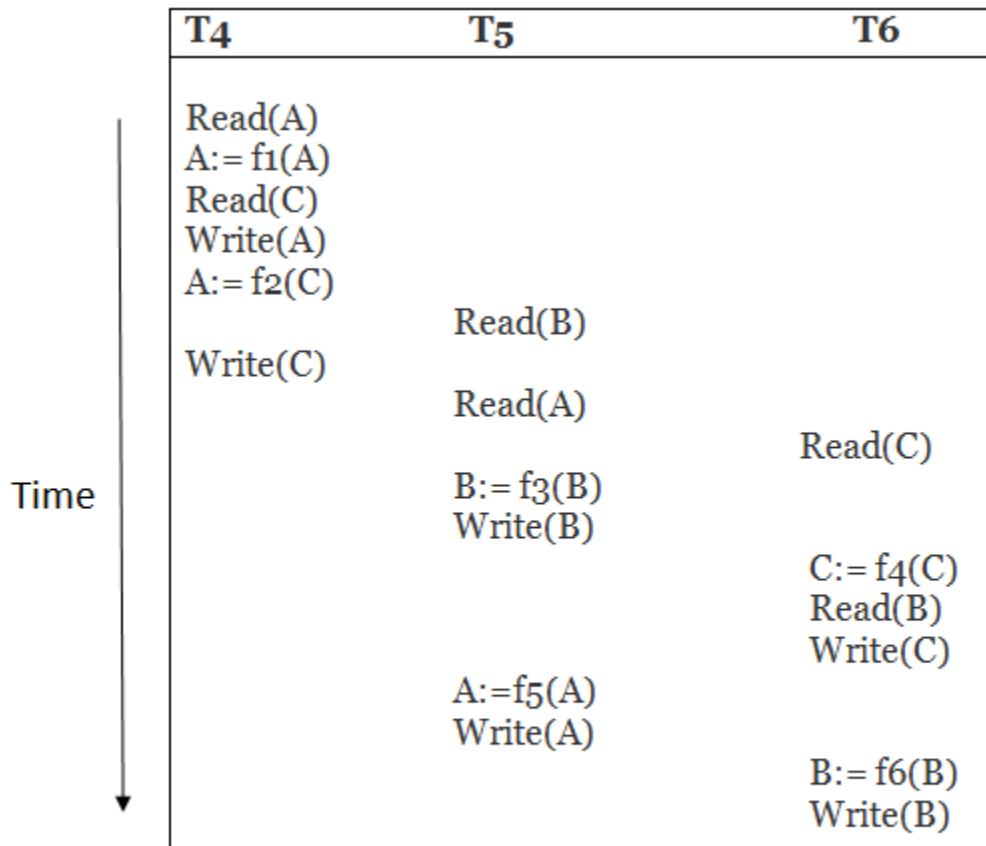 T4 T5 T6
Read(A)
A:= f1(A)
Read(C)
Write(A)
A:= f2(C)
Read(B)
Write(C)
Read(A)
Read(C)
Time
B:= f3(B)
Write(B)
C:= f4(C)
Read(B)
Write(C)
A:=f5(A)
Write(A)
B:= f6(B)
Write(B)